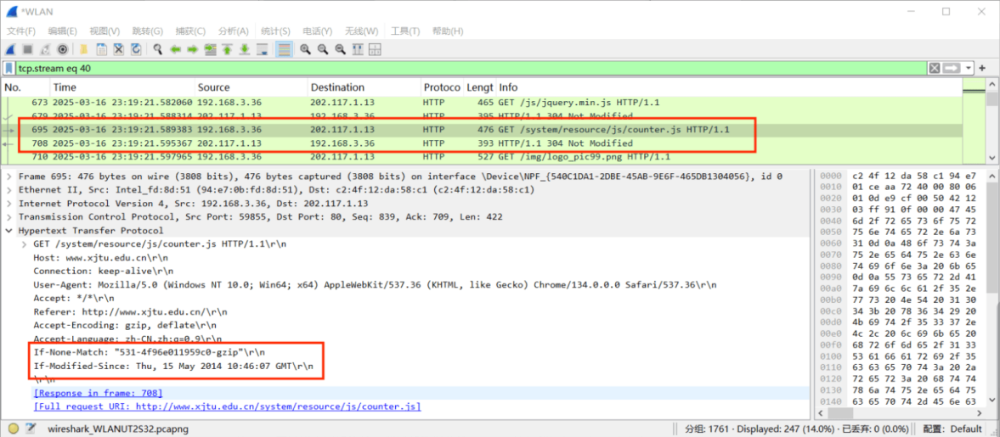 *WLAN
文件(F) 编辑(E) 视图(V) 跳转(G) 捕获(C) 分析(A) 统计(S) 电话(Y) 无线(W) 工具(T) 帮助(H)
tcp.stream eq 40
No. Time Source Destination Protoco Lengt Info
673 2025-03-16 23:19:21.582060 192.168.3.36 202.117.1.13 HTTP 465 GET /js/jquery.min.js HTTP/1.1
679 2025-03-16 23:19:21.588314 202.117.1.13 192.168.3.36 HTTP 395 HTTP/1.1 304 Not Modified
695 2025-03-16 23:19:21.589383 192.168.3.36 202.117.1.13 HTTP 476 GET /system/resource/js/counter.js HTTP/1.1
708 2025-03-16 23:19:21.595367 202.117.1.13 192.168.3.36 HTTP 393 HTTP/1.1 304 Not Modified
710 2025-03-16 23:19:21.597965 192.168.3.36 202.117.1.13 HTTP 527 GET /img/logo_pic99.png HTTP/1.1
Frame 695: 476 bytes on wire (3808 bits), 476 bytes captured (3808 bits) on interface \Device\NPF_{540C1DA1-2DBE-45AB-9E6F-465DB1304056}, id 0
Ethernet II, Src: Intel_fd:8d:51 (94:e7:0b:fd:8d:51), Dst: c2:4f:12:da:58:c1 (c2:4f:12:da:58:c1)
Internet Protocol Version 4, Src: 192.168.3.36, Dst: 202.117.1.13
Transmission Control Protocol, Src Port: 59855, Dst Port: 80, Seq: 839, Ack: 709, Len: 422
Hypertext Transfer Protocol
GET /system/resource/js/counter.js HTTP/1.1\r\n
Host: www.xjtu.edu.cn\r\n
Connection: keep-alive\r\n
User-Agent: Mozilla/5.0 (Windows NT 10.0; Win64; x64) AppleWebKit/537.36 (KHTML, like Gecko) Chrome/134.0.0.0 Safari/537.36\r\n
Accept: */*\r\n
Referer: http://www.xjtu.edu.cn/\r\n
Accept-Encoding: gzip, deflate\r\n
Accept-Language: zh-CN,zh;q=0.9\r\n
If-None-Match: "531-4f96e011959c0-gzip"\r\n
If-Modified-Since: Thu, 15 May 2014 10:46:07 GMT\r\n
\r\n
[Response in frame: 708]
[Full request URI: http://www.xjtu.edu.cn/system/resource/js/counter.js]
0000 c2 4f 12 da 58 c1 94 e7
0010 01 ce aa 72 40 00 80 06
0020 01 0d e9 cf 00 50 42 12
0030 03 ff 91 0f 00 00 47 45
0040 6d 2f 72 65 73 6f 75 72
0050 75 6e 74 65 72 2e 6a 73
0060 31 0d 0a 48 6f 73 74 3a
0070 75 2e 65 64 75 2e 63 6e
0080 74 69 6f 6e 3a 20 6b 65
0090 0d 0a 55 73 65 72 2d 41
00a0 7a 69 6c 6c 61 2f 35 2e
00b0 77 73 20 4e 54 20 31 30
00c0 34 3b 20 78 36 34 29 20
00d0 4b 69 74 2f 35 33 37 2e
00e0 4c 2c 20 6c 69 6b 65 20
00f0 68 72 6f 6d 65 2f 31 33
0100 53 61 66 61 72 69 2f 35
0110 63 63 65 70 74 3a 20 2a
0120 72 65 72 3a 20 68 74 74
0130 78 6a 74 75 2e 65 64 75
0140 63 65 70 74 2d 45 6e 63
wireshark_WLANUT2S32.pcapng 分组: 1761 · Displayed: 247 (14.0%) · 已丢弃: 0 (0.0%) 配置: Default